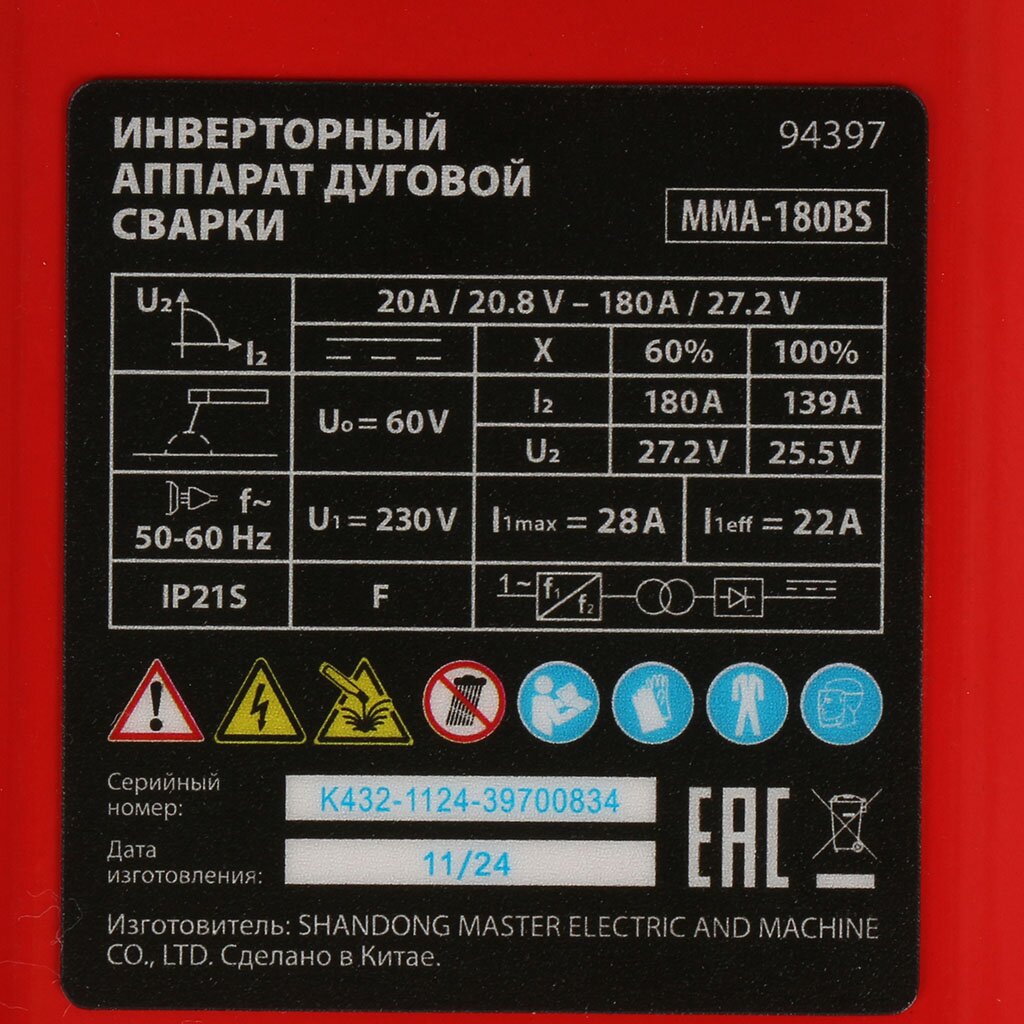 ИНВЕРТОРНЫЙ
АППАРАТ ДУГОВОЙ
СВАРКИ
94397
MMA-180BS
U₂
I₂
20A / 20.8 V – 180A / 27.2 V
X 60% 100%
U₀ = 60V
I₂ 180A 139A
U₂ 27.2 V 25.5V
f~
50-60 Hz
U₁ = 230V
I₁max = 28A
I₁eff = 22A
IP21S
F
1~ f₁ f₂
Серийный
номер:
K432-1124-39700834
Дата
изготовления:
11/24
EAC
Изготовитель: SHANDONG MASTER ELECTRIC AND MACHINE
CO., LTD. Сделано в Китае.